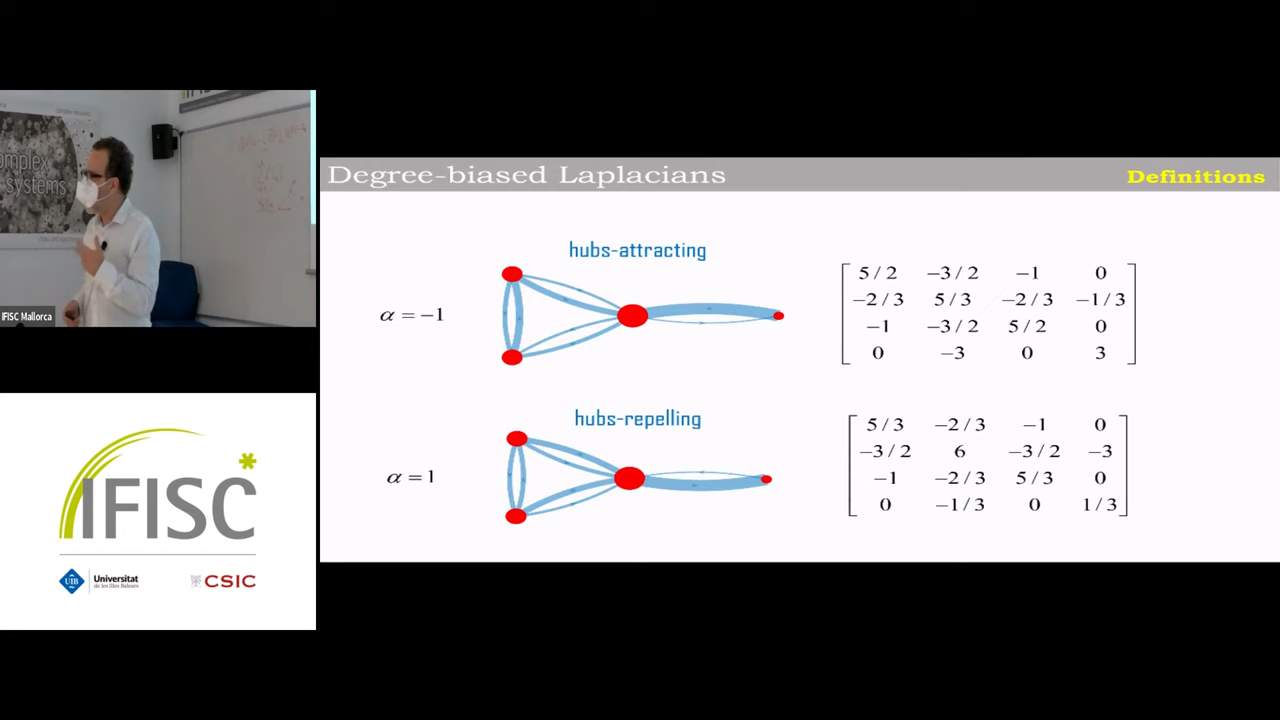 Degree-biased Laplacians
Definitions
hubs-attracting
α = −1
5 / 2 −3 / 2 −1 0
−2 / 3 5 / 3 −2 / 3 −1 / 3
−1 −3 / 2 5 / 2 0
0 −3 0 3
hubs-repelling
α = 1
5 / 3 −2 / 3 −1 0
−3 / 2 6 −3 / 2 −3
−1 −2 / 3 5 / 3 0
0 −1 / 3 0 1 / 3
omplex
systems
IFISC Mallorca
IFISC
UIB
Universitat
de les Illes Balears
CSIC